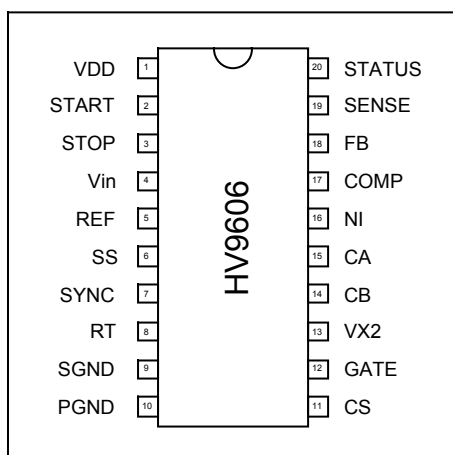 VDD 1 20 STATUS
START 2 19 SENSE
STOP 3 18 FB
Vin 4 17 COMP
REF 5 16 NI
SS 6 15 CA
SYNC 7 14 CB
RT 8 13 VX2
SGND 9 12 GATE
PGND 10 11 CS
HV9606